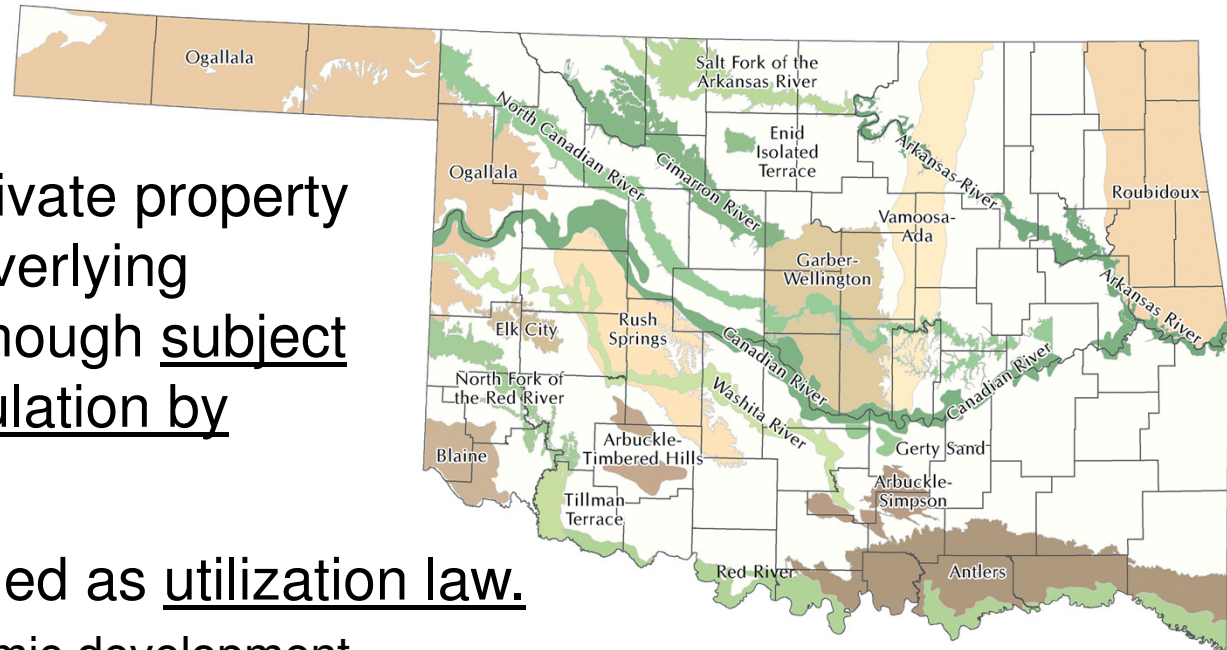 ivate property
verlying
nough subject
ulation by
ed as utilization law.
mic development
Ogallala
Salt Fork of the
Arkansas River
North Canadian River
Enid
Isolated
Terrace
Cimarron River
Arkansas River
Ogallala
Roubidoux
Vamoosa-
Ada
Garber-
Wellington
Arkansas River
Elk City
Rush
Springs
Canadian River
Canadian River
North Fork of
the Red River
Washita River
Blaine
Arbuckle-
Timbered Hills
Gerty Sand
Arbuckle-
Simpson
Tillman
Terrace
Red River
Antlers